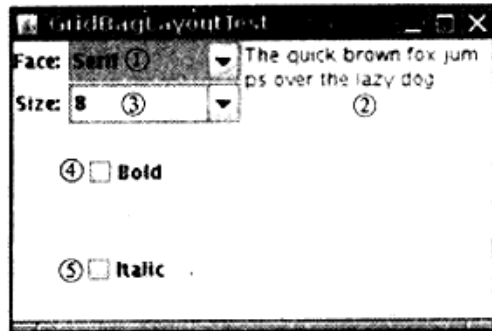 GridBagLayoutTest
Face: Serif ①
The quick brown fox jum
ps over the lazy dog
②
Size: 8 ③
④ Bold
⑤ Italic